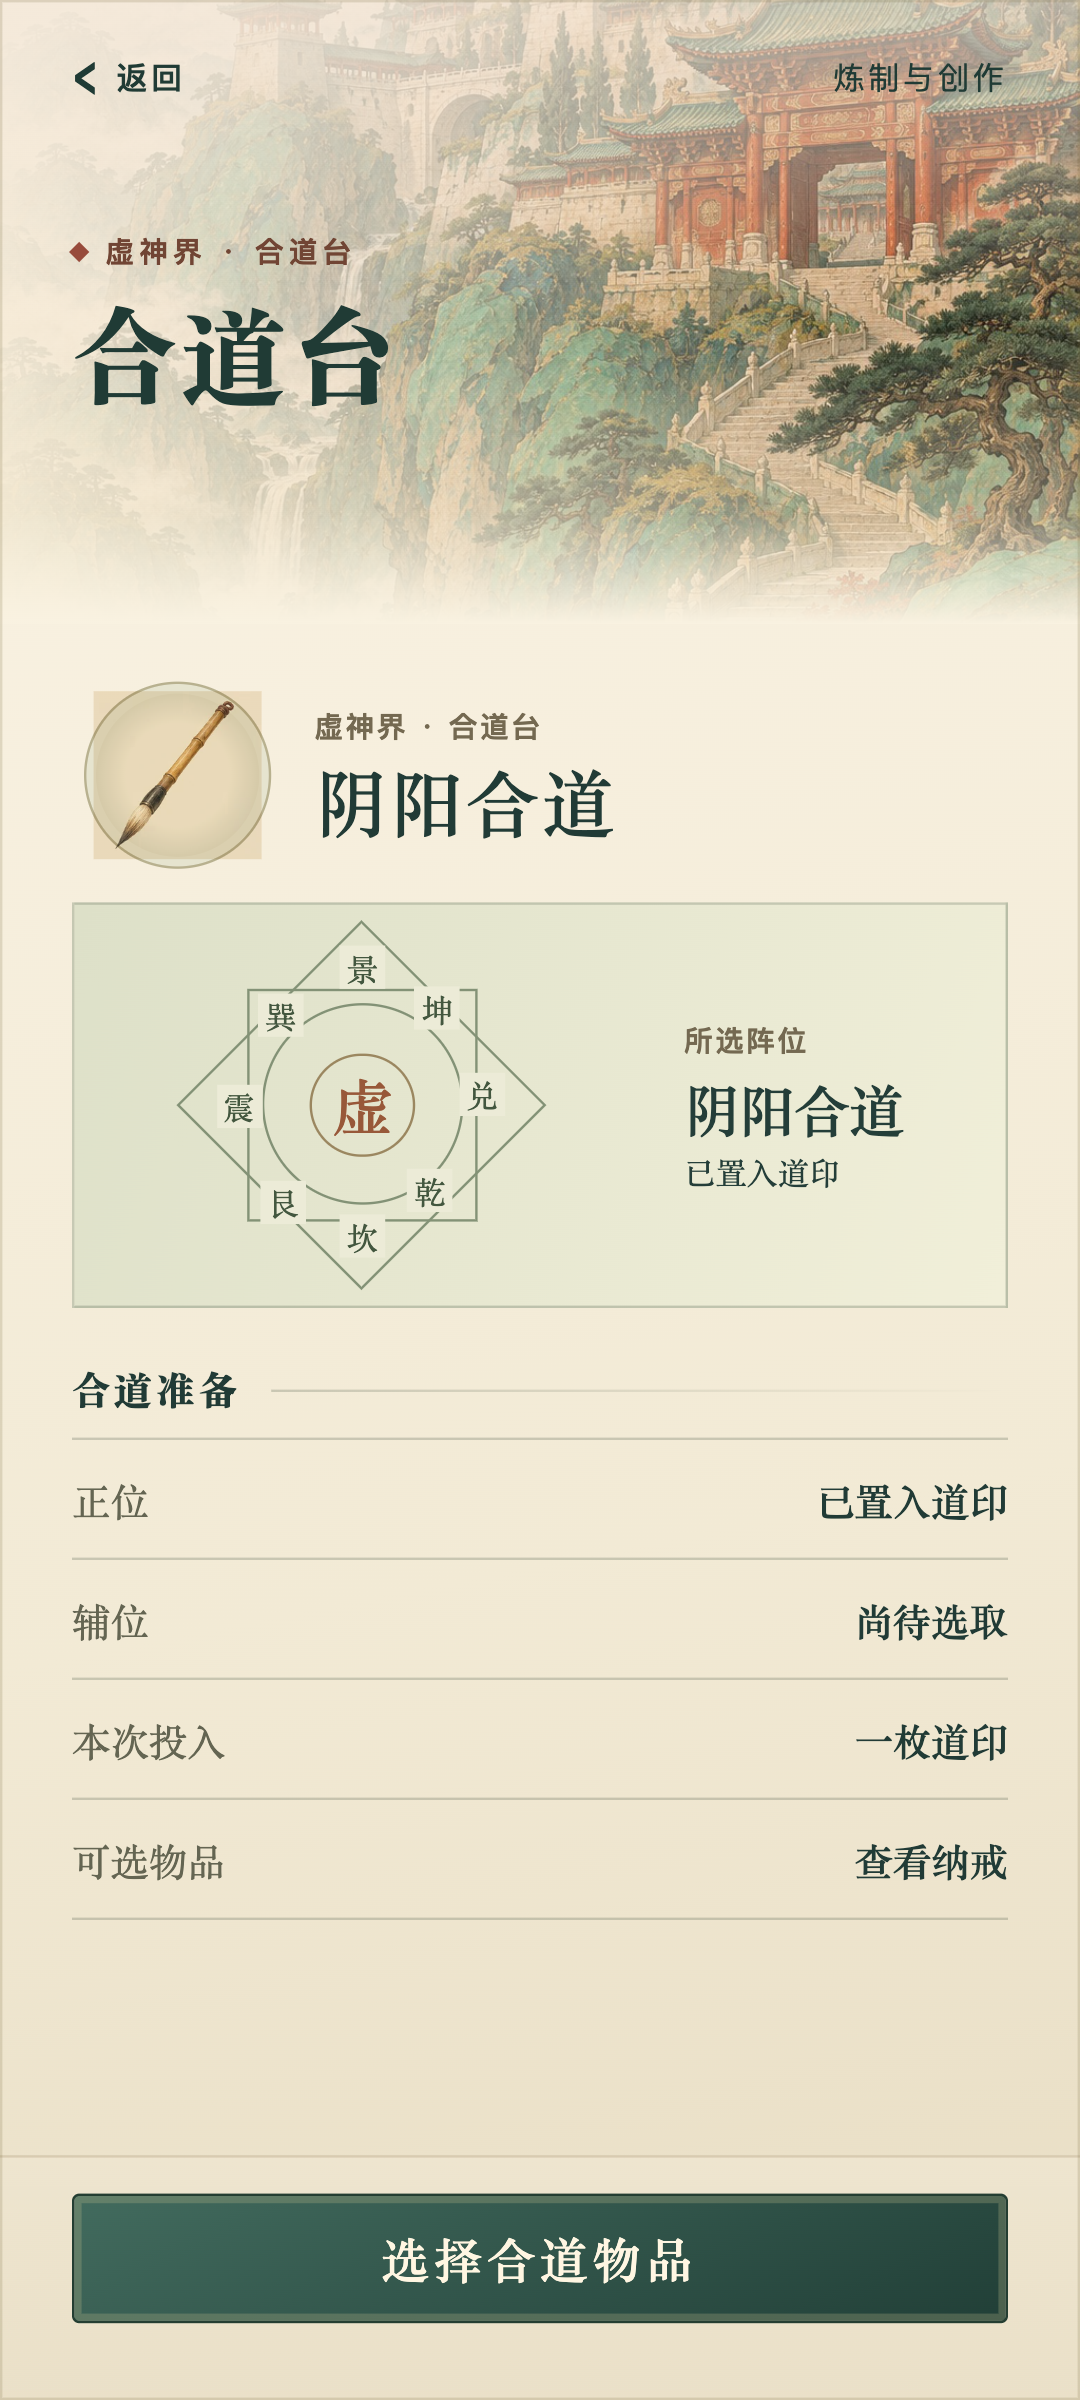 返回
炼制与创作
虚神界 · 合道台
合道台
虚神界 · 合道台
阴阳合道
景
巽
坤
震
虚
兑
艮
乾
坎
所选阵位
阴阳合道
已置入道印
合道准备
正位
已置入道印
辅位
尚待选取
本次投入
一枚道印
可选物品
查看纳戒
选择合道物品